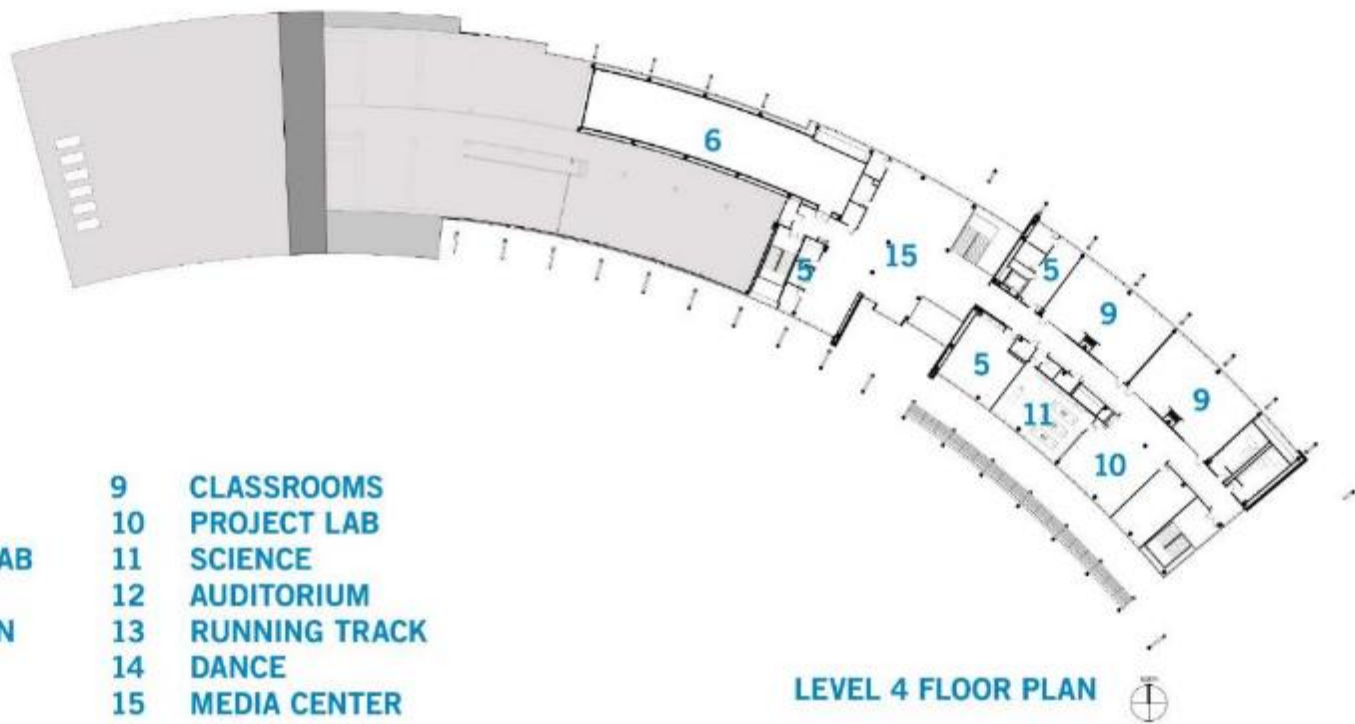 6
5
15
5
9
5
9
11
10
9 CLASSROOMS
10 PROJECT LAB
AB 11 SCIENCE
12 AUDITORIUM
N 13 RUNNING TRACK
14 DANCE
15 MEDIA CENTER
LEVEL 4 FLOOR PLAN